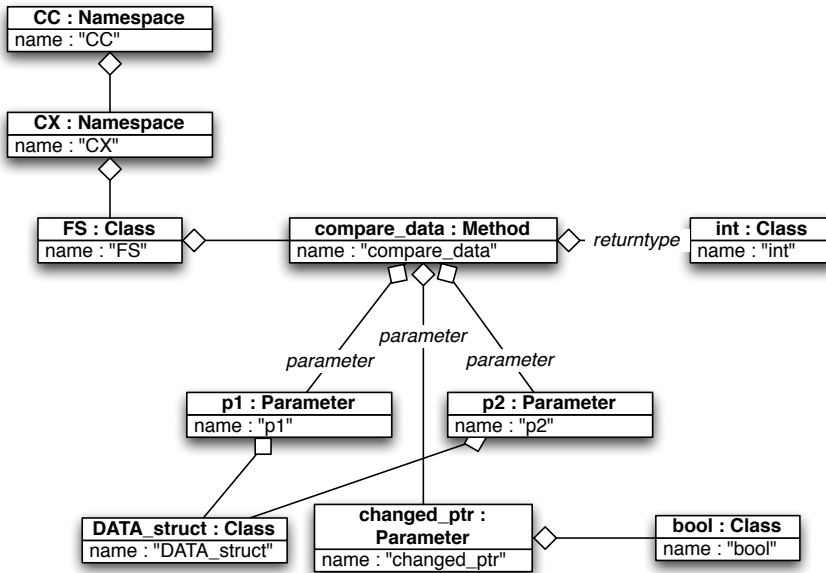 CC : Namespace
name : "CC"
CX : Namespace
name : "CX"
FS : Class
name : "FS"
compare_data : Method
name : "compare_data"
returntype
int : Class
name : "int"
parameter
parameter
parameter
p1 : Parameter
name : "p1"
p2 : Parameter
name : "p2"
DATA_struct : Class
name : "DATA_struct"
changed_ptr :
Parameter
name : "changed_ptr"
bool : Class
name : "bool"